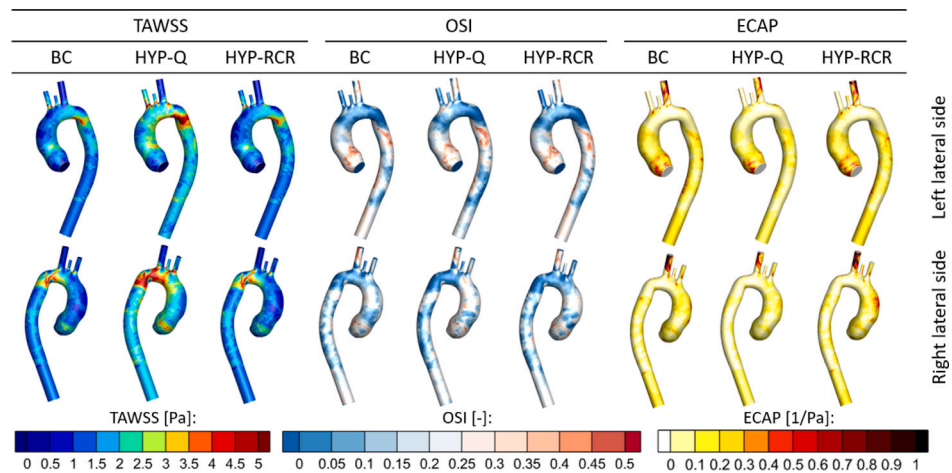 TAWSS OSI ECAP
BC HYP-Q HYP-RCR BC HYP-Q HYP-RCR BC HYP-Q HYP-RCR
Left lateral side
Right lateral side
TAWSS [Pa]: OSI [-]: ECAP [1/Pa]:
0 0.5 1 1.5 2 2.5 3 3.5 4 4.5 5 0 0.05 0.1 0.15 0.2 0.25 0.3 0.35 0.4 0.45 0.5 0 0.1 0.2 0.3 0.4 0.5 0.6 0.7 0.8 0.9 1